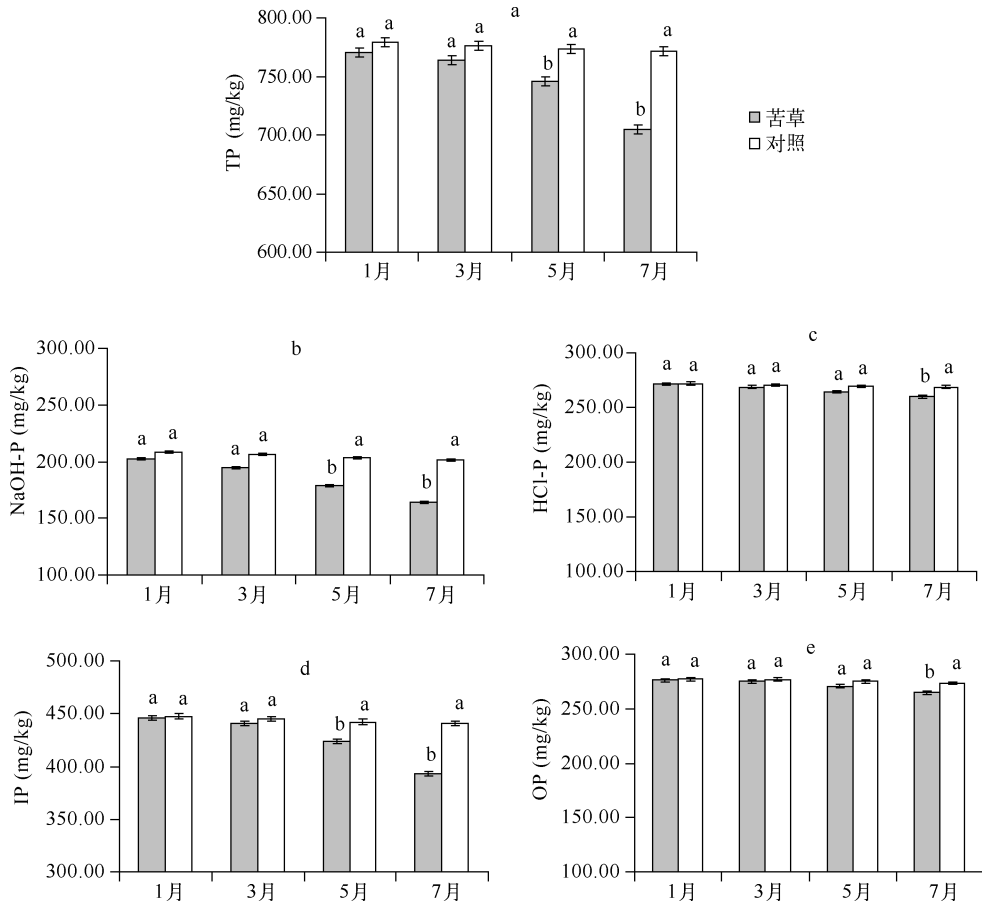 a
TP (mg/kg)
800.00
750.00
700.00
650.00
600.00
a a a a b a b a
1月 3月 5月 7月
苦草
对照
b
NaOH-P (mg/kg)
300.00
250.00
200.00
150.00
100.00
a a a a b a b a
1月 3月 5月 7月
c
HCl-P (mg/kg)
300.00
250.00
200.00
150.00
100.00
a a a a a a b a
1月 3月 5月 7月
d
IP (mg/kg)
500.00
450.00
400.00
350.00
300.00
a a a a b a b a
1月 3月 5月 7月
e
OP (mg/kg)
300.00
250.00
200.00
150.00
100.00
a a a a a a b a
1月 3月 5月 7月